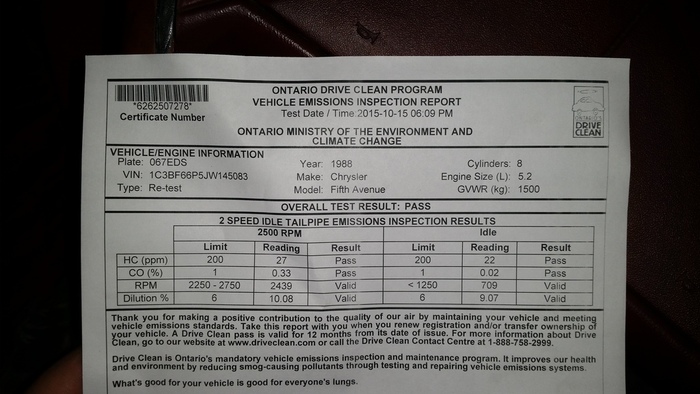 ONTARIO DRIVE CLEAN PROGRAM
VEHICLE EMISSIONS INSPECTION REPORT
*6262507278*
Test Date / Time:2015-10-15 06:09 PM
Certificate Number
DRIVE
CLEAN
ONTARIO MINISTRY OF THE ENVIRONMENT AND
CLIMATE CHANGE
VEHICLE/ENGINE INFORMATION
Plate: 067EDS Year: 1988 Cylinders: 8
VIN: 1C3BF66P5JW145083 Make: Chrysler Engine Size (L): 5.2
Type: Re-test Model: Fifth Avenue GVWR (kg): 1500
OVERALL TEST RESULT: PASS
2 SPEED IDLE TAILPIPE EMISSIONS INSPECTION RESULTS
2500 RPM Idle
Limit Reading Result Limit Reading Result
HC (ppm) 200 27 Pass 200 22 Pass
CO (%) 1 0.33 Pass 1 0.02 Pass
RPM 2250 - 2750 2439 Valid < 1250 709 Valid
Dilution % 6 10.08 Valid 6 9.07 Valid
Thank you for making a positive contribution to the quality of our air by maintaining your vehicle and meeting
vehicle emissions standards. Take this report with you when you renew registration and/or transfer ownership of
your vehicle. A Drive Clean pass is valid for 12 months from its date of issue. For more information about Drive
Clean, go to our website at www.driveclean.com or call the Drive Clean Contact Centre at 1-888-758-2999.
Drive Clean is Ontario's mandatory vehicle emissions inspection and maintenance program. It improves our health
and environment by reducing smog-causing pollutants through testing and repairing vehicle emissions systems.
What's good for your vehicle is good for everyone's lungs.